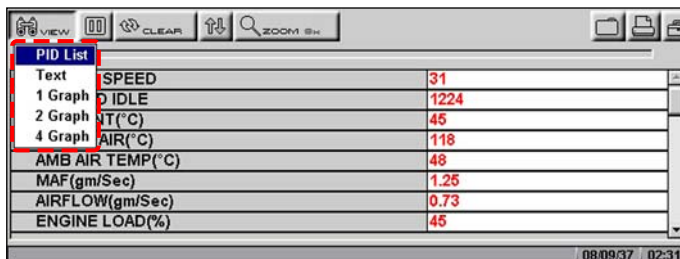 VIEW CLEAR ZOOM 8x
PID List
Text SPEED 31
1 Graph D IDLE 1224
2 Graph NT(°C) 45
4 Graph AIR(°C) 118
AMB AIR TEMP(°C) 48
MAF(gm/Sec) 1.25
AIRFLOW(gm/Sec) 0.73
ENGINE LOAD(%) 45
08/09/37 02:31